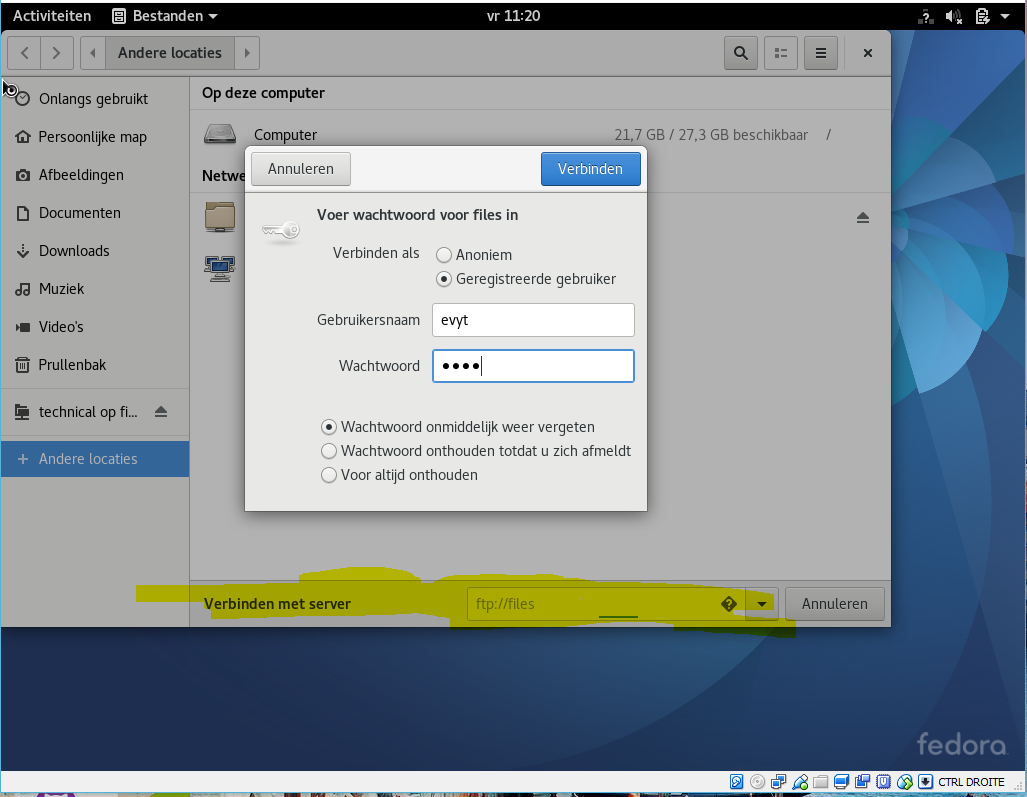 Activiteiten Bestanden vr 11:20
Andere locaties
Onlangs gebruikt
Persoonlijke map
Afbeeldingen
Documenten
Downloads
Muziek
Video's
Prullenbak
technical op fi...
+ Andere locaties
Op deze computer
Computer 21,7 GB / 27,3 GB beschikbaar /
Netwe
Annuleren Verbinden
Voer wachtwoord voor files in
Verbinden als Anoniem
Geregistreerde gebruiker
Gebruikersnaam evyt
Wachtwoord ••••
Wachtwoord onmiddelijk weer vergeten
Wachtwoord onthouden totdat u zich afmeldt
Voor altijd onthouden
Verbinden met server ftp://files Annuleren
fedora
CTRL DROITE